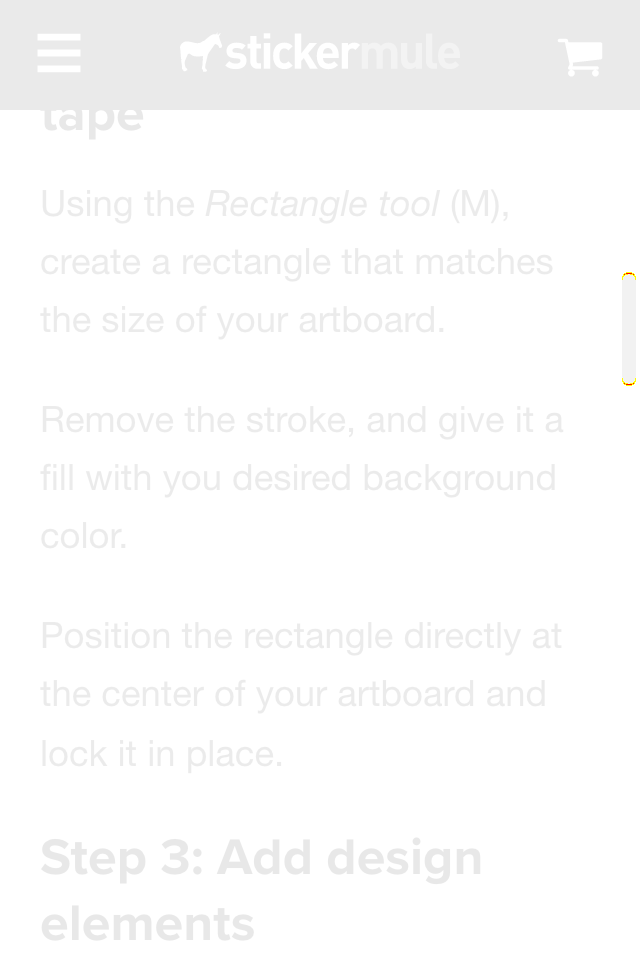 stickermule
tape
Using the Rectangle tool (M),
create a rectangle that matches
the size of your artboard.
Remove the stroke, and give it a
fill with you desired background
color.
Position the rectangle directly at
the center of your artboard and
lock it in place.
Step 3: Add design
elements